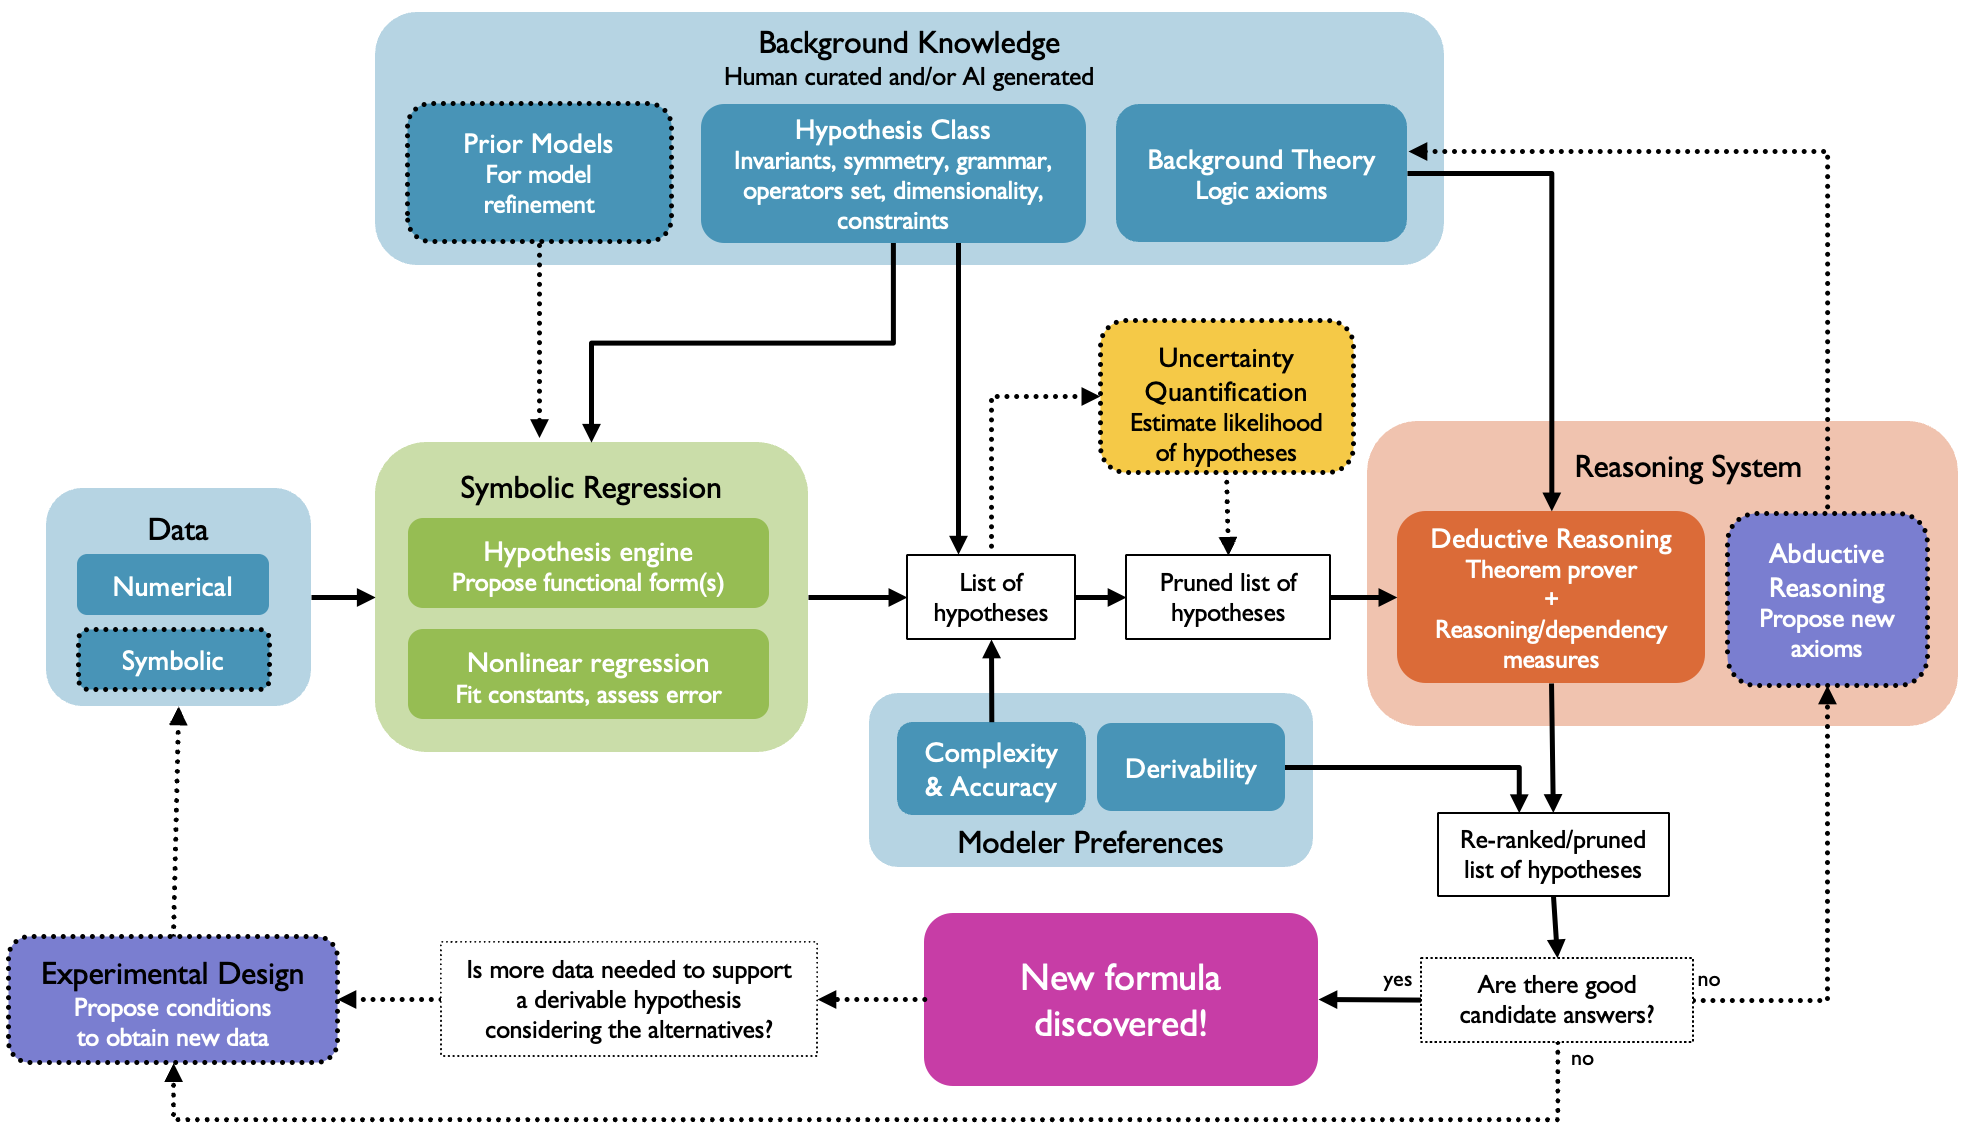 Background Knowledge
Human curated and/or AI generated
Prior Models
For model
refinement
Hypothesis Class
Invariants, symmetry, grammar,
operators set, dimensionality,
constraints
Background Theory
Logic axioms
Uncertainty
Quantification
Estimate likelihood
of hypotheses
Data
Numerical
Symbolic
Symbolic Regression
Hypothesis engine
Propose functional form(s)
Nonlinear regression
Fit constants, assess error
List of
hypotheses
Pruned list of
hypotheses
Reasoning System
Deductive Reasoning
Theorem prover
+
Reasoning/dependency
measures
Abductive
Reasoning
Propose new
axioms
Complexity
& Accuracy
Derivability
Modeler Preferences
Re-ranked/pruned
list of hypotheses
Experimental Design
Propose conditions
to obtain new data
Is more data needed to support
a derivable hypothesis
considering the alternatives?
New formula
discovered!
yes
Are there good
candidate answers?
no
no